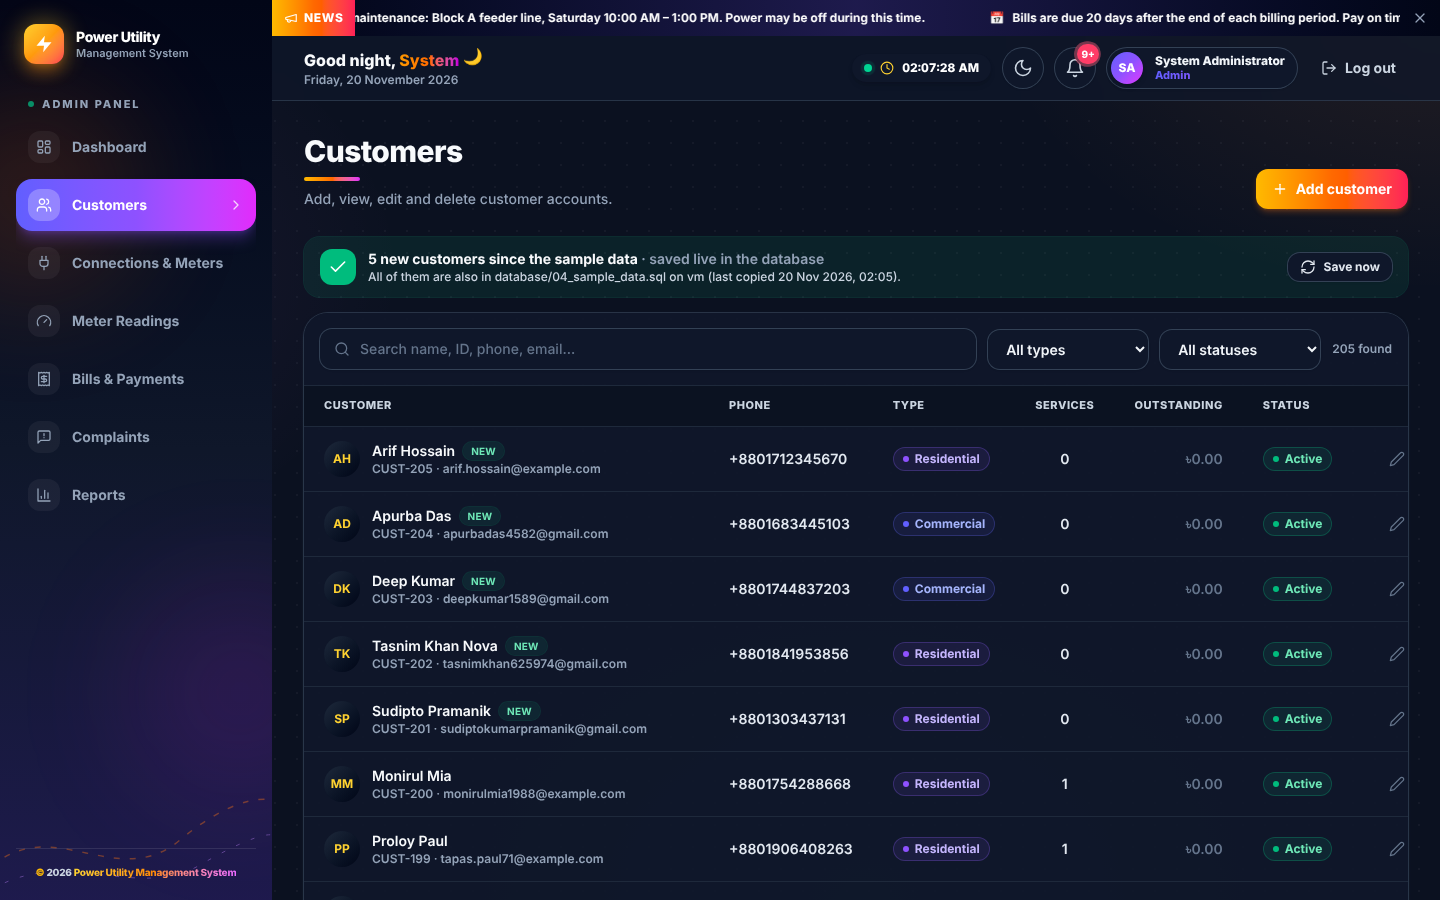 Power Utility
Management System
ADMIN PANEL
Dashboard
Customers
Connections & Meters
Meter Readings
Bills & Payments
Complaints
Reports
© 2026 Power Utility Management System
NEWS
maintenance: Block A feeder line, Saturday 10:00 AM – 1:00 PM. Power may be off during this time.
📅 Bills are due 20 days after the end of each billing period. Pay on tim
Good night, System 🌙
Friday, 20 November 2026
02:07:28 AM
9+
SA
System Administrator
Admin
Log out
Customers
Add, view, edit and delete customer accounts.
Add customer
5 new customers since the sample data · saved live in the database
All of them are also in database/04_sample_data.sql on vm (last copied 20 Nov 2026, 02:05).
Save now
Search name, ID, phone, email...
All types
All statuses
205 found
CUSTOMER PHONE TYPE SERVICES OUTSTANDING STATUS
AH Arif Hossain NEW +8801712345670 Residential 0 ৳0.00 Active
CUST-205 · arif.hossain@example.com
AD Apurba Das NEW +8801683445103 Commercial 0 ৳0.00 Active
CUST-204 · apurbadas4582@gmail.com
DK Deep Kumar NEW +8801744837203 Commercial 0 ৳0.00 Active
CUST-203 · deepkumar1589@gmail.com
TK Tasnim Khan Nova NEW +8801841953856 Residential 0 ৳0.00 Active
CUST-202 · tasnimkhan625974@gmail.com
SP Sudipto Pramanik NEW +8801303437131 Residential 0 ৳0.00 Active
CUST-201 · sudiptokumarpramanik@gmail.com
MM Monirul Mia +8801754288668 Residential 1 ৳0.00 Active
CUST-200 · monirulmia1988@example.com
PP Proloy Paul +8801906408263 Residential 1 ৳0.00 Active
CUST-199 · tapas.paul71@example.com